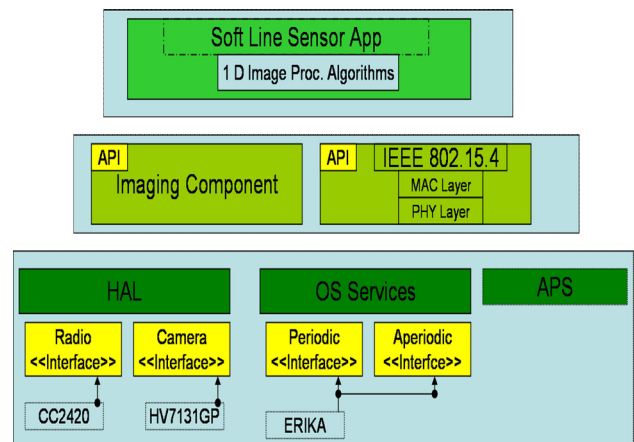 Soft Line Sensor App
1 D Image Proc. Algorithms
API
Imaging Component
API
IEEE 802.15.4
MAC Layer
PHY Layer
HAL
OS Services
APS
Radio
<<Interface>>
Camera
<<Interface>>
Periodic
<<Interface>>
Aperiodic
<<Interfce>>
CC2420
HV7131GP
ERIKA